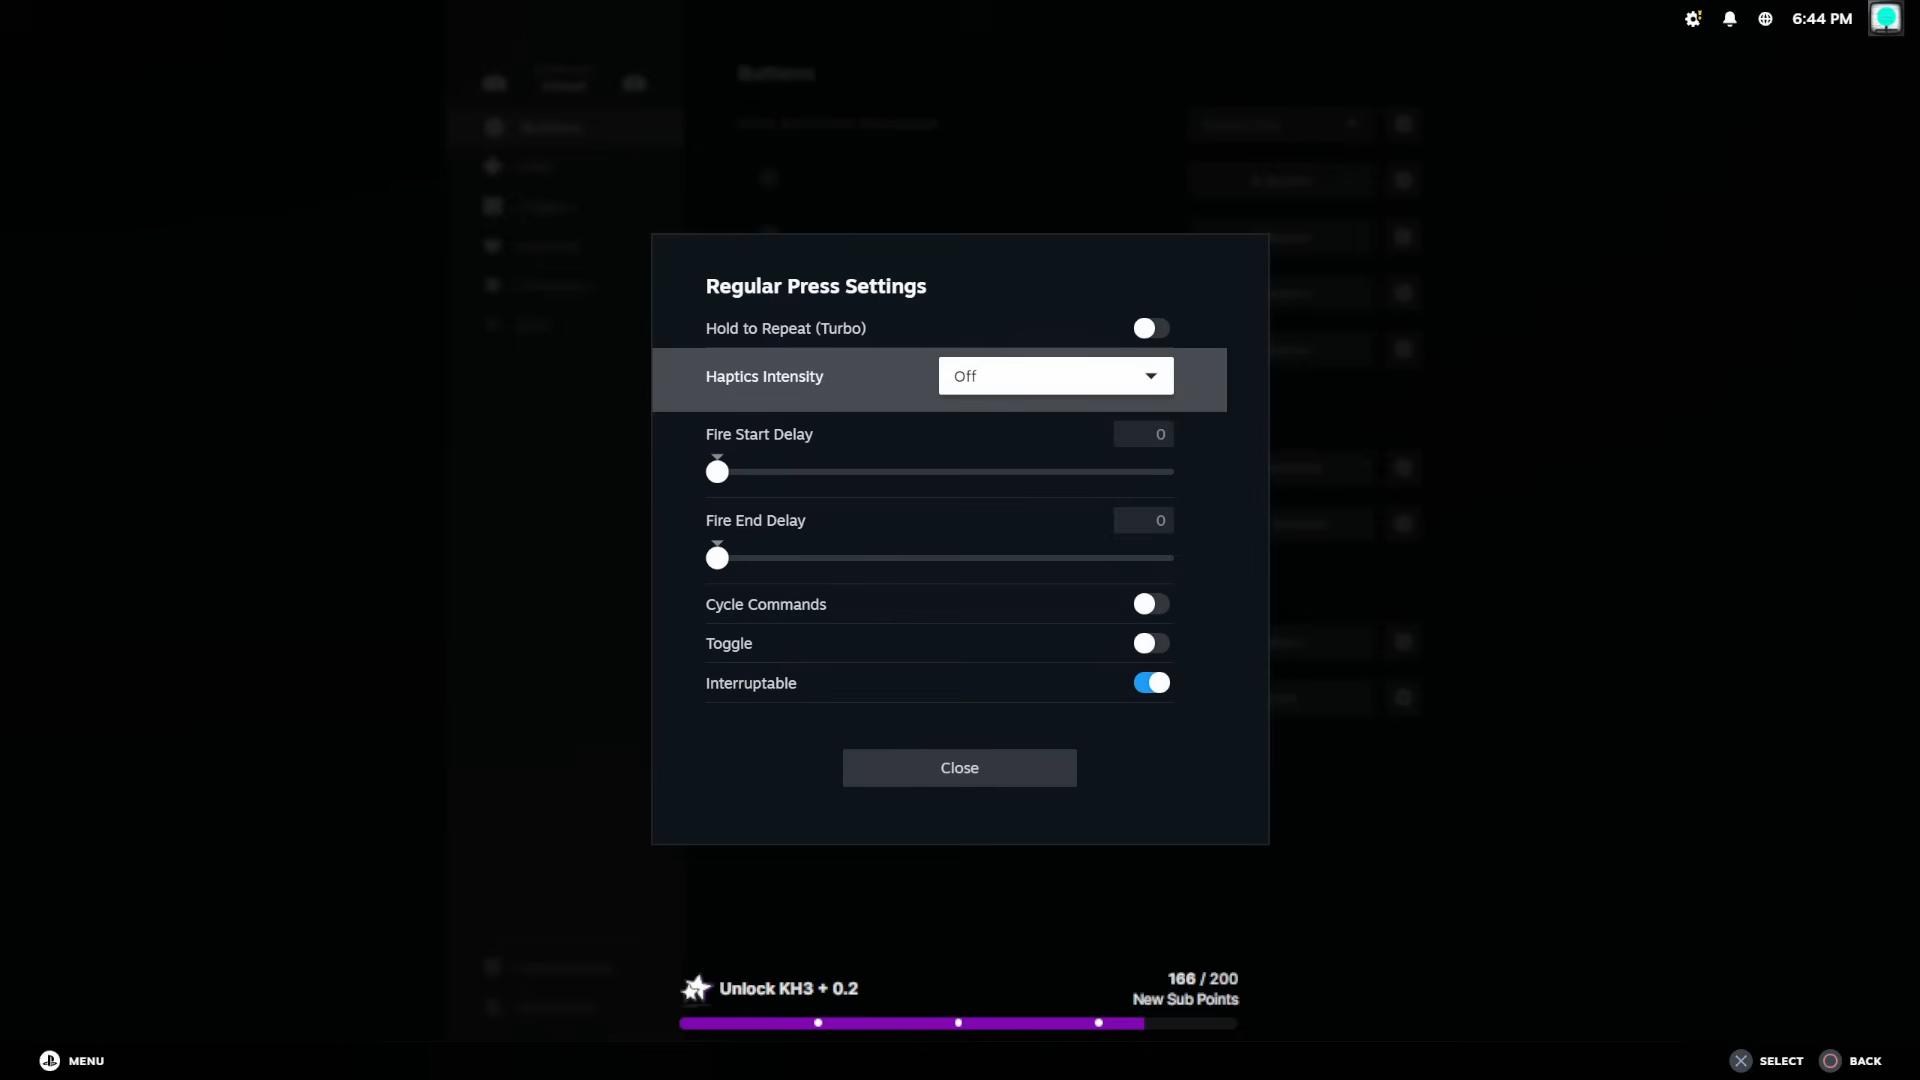 6:44 PM
Buttons
Regular Press Settings
Hold to Repeat (Turbo)
Haptics Intensity
Off
Fire Start Delay
0
Fire End Delay
0
Cycle Commands
Toggle
Interruptable
Close
Unlock KH3 + 0.2
166 / 200
New Sub Points
MENU
SELECT
BACK